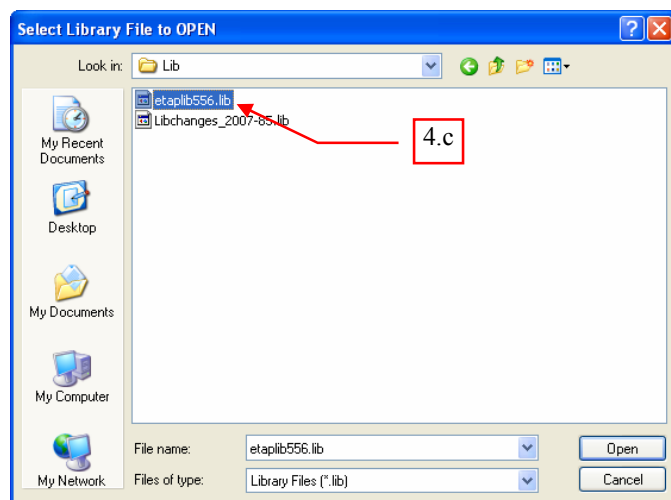 Select Library File to OPEN
Look in:
Lib
My Recent
Documents
Desktop
My Documents
My Computer
My Network
etaplib556.lib
Libchanges_2007-85.lib
4.c
File name:
etaplib556.lib
Open
Files of type:
Library Files (*.lib)
Cancel